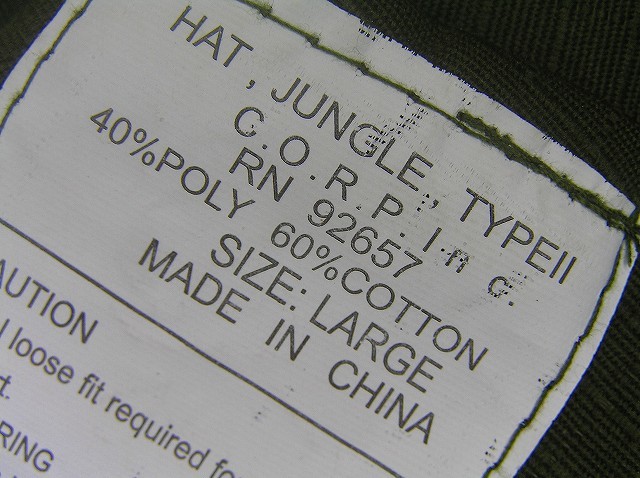 HAT, JUNGLE, TYPEII
C.O.R.P. Inc.
RN 92657
40%POLY 60%COTTON
SIZE: LARGE
MADE IN CHINA
AUTION
loose fit required fo
rt.
RING